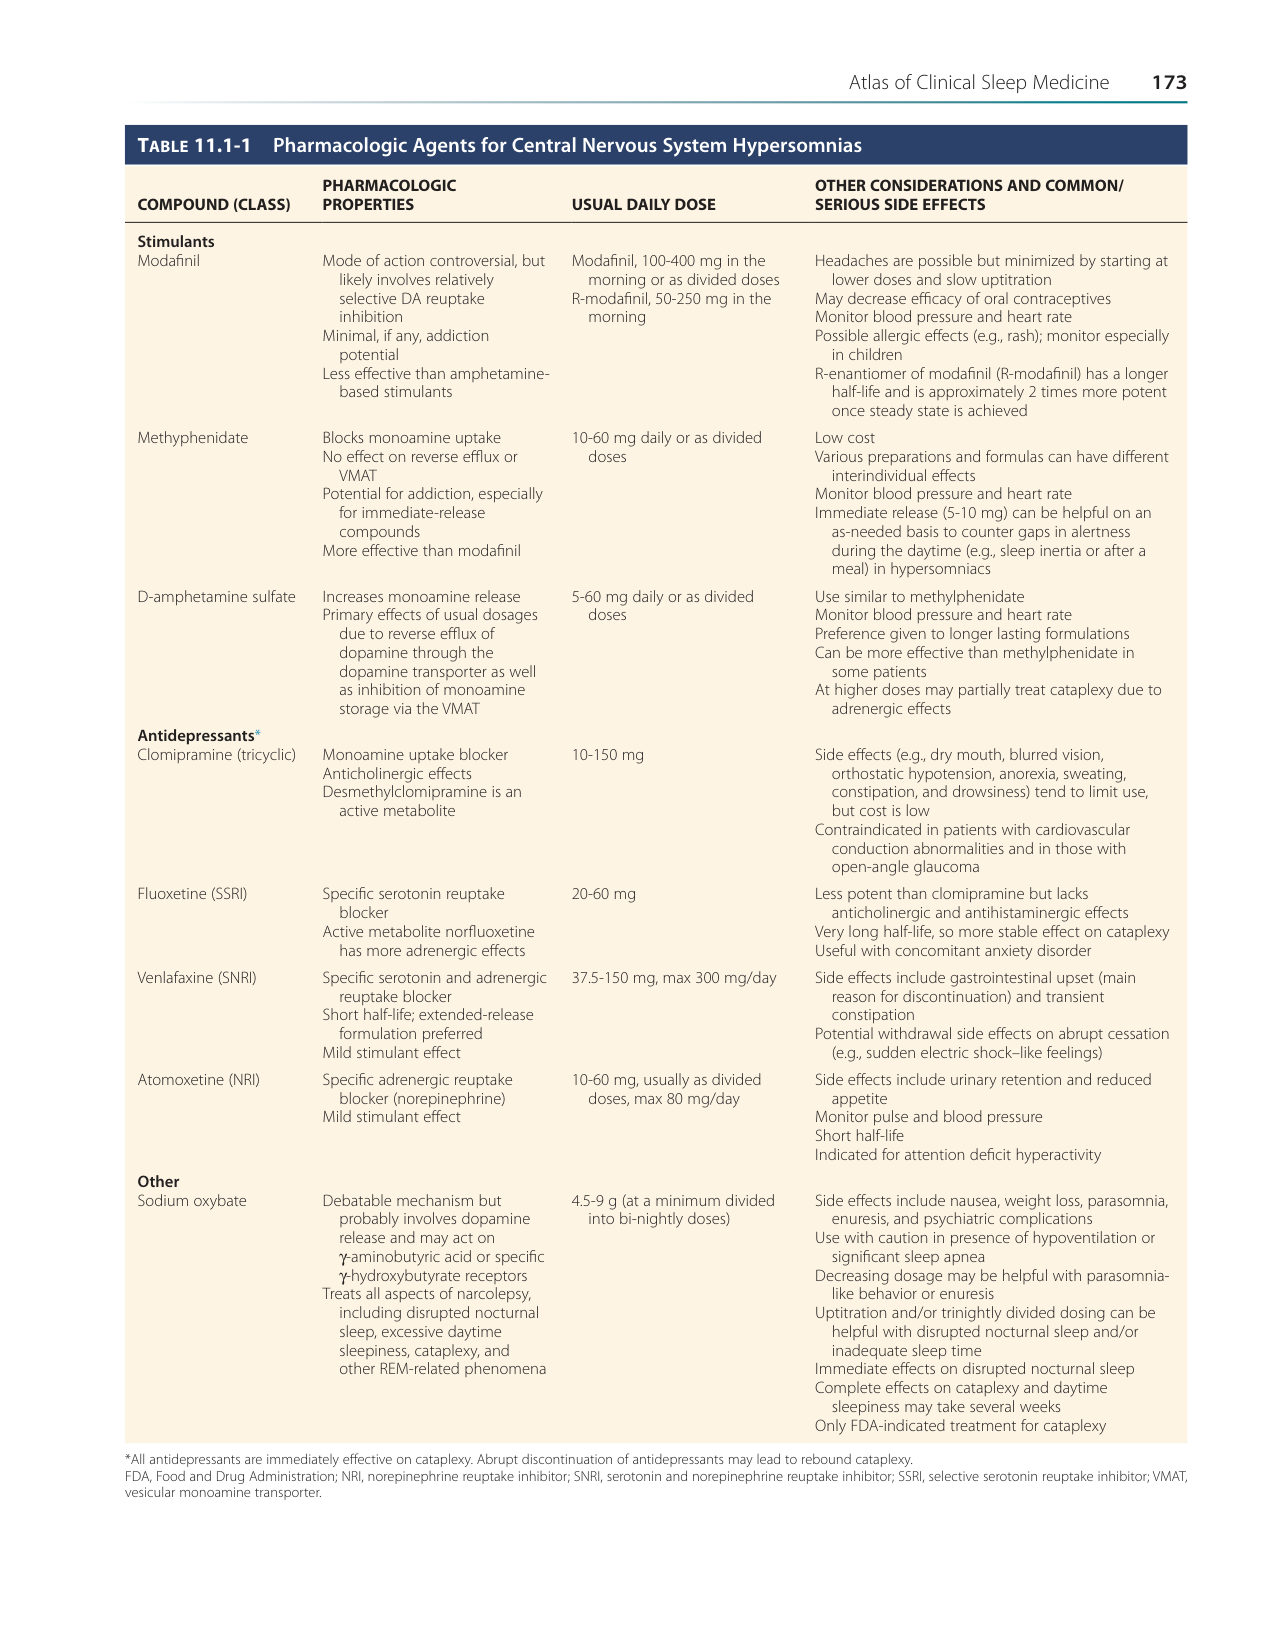 Atlas of Clinical Sleep Medicine 173
TABLE 11.1-1 Pharmacologic Agents for Central Nervous System Hypersomnias
COMPOUND (CLASS)
PHARMACOLOGIC
PROPERTIES
USUAL DAILY DOSE
OTHER CONSIDERATIONS AND COMMON/
SERIOUS SIDE EFFECTS
Stimulants
Modafinil
Mode of action controversial, but
likely involves relatively
selective DA reuptake
inhibition
Minimal, if any, addiction
potential
Less effective than amphetamine-
based stimulants
Modafinil, 100-400 mg in the
morning or as divided doses
R-modafinil, 50-250 mg in the
morning
Headaches are possible but minimized by starting at
lower doses and slow uptitration
May decrease efficacy of oral contraceptives
Monitor blood pressure and heart rate
Possible allergic effects (e.g., rash); monitor especially
in children
R-enantiomer of modafinil (R-modafinil) has a longer
half-life and is approximately 2 times more potent
once steady state is achieved
Methyphenidate
Blocks monoamine uptake
No effect on reverse efflux or
VMAT
Potential for addiction, especially
for immediate-release
compounds
More effective than modafinil
10-60 mg daily or as divided
doses
Low cost
Various preparations and formulas can have different
interindividual effects
Monitor blood pressure and heart rate
Immediate release (5-10 mg) can be helpful on an
as-needed basis to counter gaps in alertness
during the daytime (e.g., sleep inertia or after a
meal) in hypersomniacs
D-amphetamine sulfate
Increases monoamine release
Primary effects of usual dosages
due to reverse efflux of
dopamine through the
dopamine transporter as well
as inhibition of monoamine
storage via the VMAT
5-60 mg daily or as divided
doses
Use similar to methylphenidate
Monitor blood pressure and heart rate
Preference given to longer lasting formulations
Can be more effective than methylphenidate in
some patients
At higher doses may partially treat cataplexy due to
adrenergic effects
Antidepressants*
Clomipramine (tricyclic)
Monoamine uptake blocker
Anticholinergic effects
Desmethylclomipramine is an
active metabolite
10-150 mg
Side effects (e.g., dry mouth, blurred vision,
orthostatic hypotension, anorexia, sweating,
constipation, and drowsiness) tend to limit use,
but cost is low
Contraindicated in patients with cardiovascular
conduction abnormalities and in those with
open-angle glaucoma
Fluoxetine (SSRI)
Specific serotonin reuptake
blocker
Active metabolite norfluoxetine
has more adrenergic effects
20-60 mg
Less potent than clomipramine but lacks
anticholinergic and antihistaminergic effects
Very long half-life, so more stable effect on cataplexy
Useful with concomitant anxiety disorder
Venlafaxine (SNRI)
Specific serotonin and adrenergic
reuptake blocker
Short half-life; extended-release
formulation preferred
Mild stimulant effect
37.5-150 mg, max 300 mg/day
Side effects include gastrointestinal upset (main
reason for discontinuation) and transient
constipation
Potential withdrawal side effects on abrupt cessation
(e.g., sudden electric shock–like feelings)
Atomoxetine (NRI)
Specific adrenergic reuptake
blocker (norepinephrine)
Mild stimulant effect
10-60 mg, usually as divided
doses, max 80 mg/day
Side effects include urinary retention and reduced
appetite
Monitor pulse and blood pressure
Short half-life
Indicated for attention deficit hyperactivity
Other
Sodium oxybate
Debatable mechanism but
probably involves dopamine
release and may act on
γ-aminobutyric acid or specific
γ-hydroxybutyrate receptors
Treats all aspects of narcolepsy,
including disrupted nocturnal
sleep, excessive daytime
sleepiness, cataplexy, and
other REM-related phenomena
4.5-9 g (at a minimum divided
into bi-nightly doses)
Side effects include nausea, weight loss, parasomnia,
enuresis, and psychiatric complications
Use with caution in presence of hypoventilation or
significant sleep apnea
Decreasing dosage may be helpful with parasomnia-
like behavior or enuresis
Uptitration and/or trinightly divided dosing can be
helpful with disrupted nocturnal sleep and/or
inadequate sleep time
Immediate effects on disrupted nocturnal sleep
Complete effects on cataplexy and daytime
sleepiness may take several weeks
Only FDA-indicated treatment for cataplexy
*All antidepressants are immediately effective on cataplexy. Abrupt discontinuation of antidepressants may lead to rebound cataplexy.
FDA, Food and Drug Administration; NRI, norepinephrine reuptake inhibitor; SNRI, serotonin and norepinephrine reuptake inhibitor; SSRI, selective serotonin reuptake inhibitor; VMAT,
vesicular monoamine transporter.